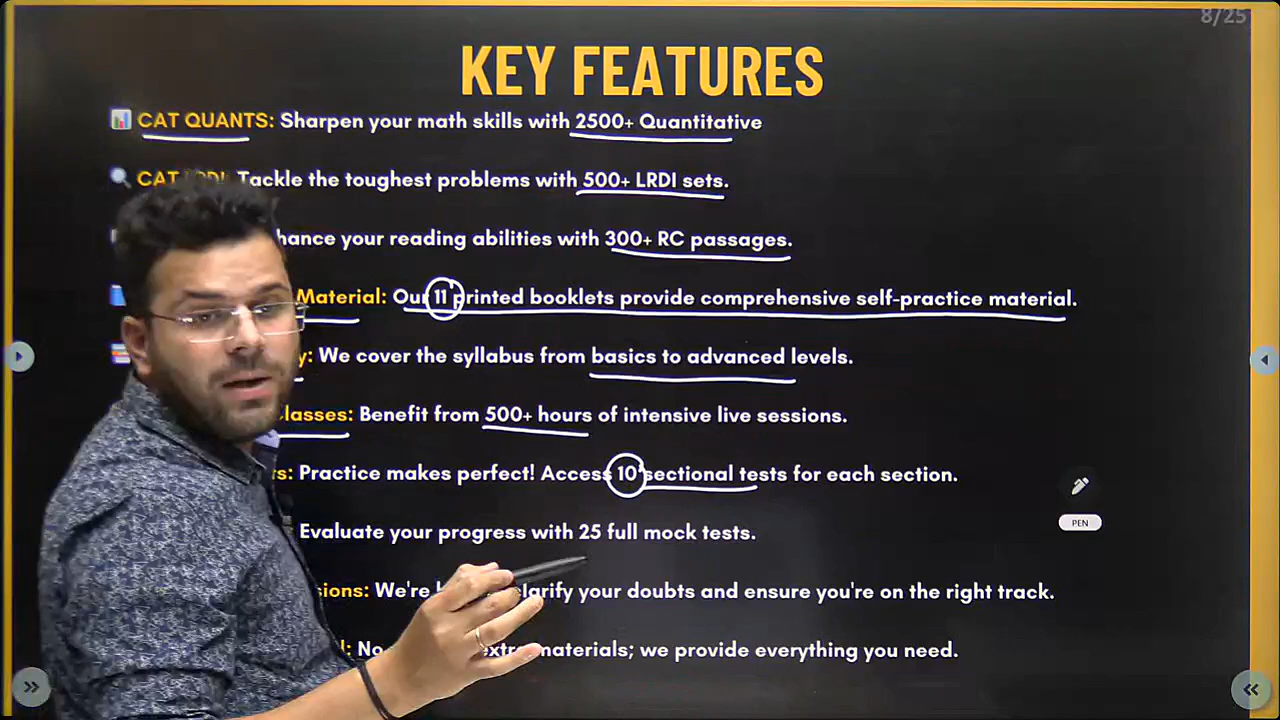 8/25
KEY FEATURES
CAT QUANTS: Sharpen your math skills with 2500+ Quantitative
CAT LRDI: Tackle the toughest problems with 500+ LRDI sets.
your reading abilities with 300+ RC passages.
Material: Our 11 printed booklets provide comprehensive self-practice material.
We cover the syllabus from basics to advanced levels.
Classes: Benefit from 500+ hours of intensive live sessions.
Practice makes perfect! Access 10 sectional tests for each section.
PEN
Evaluate your progress with 25 full mock tests.
We're clarify your doubts and ensure you're on the right track.
No extra materials; we provide everything you need.